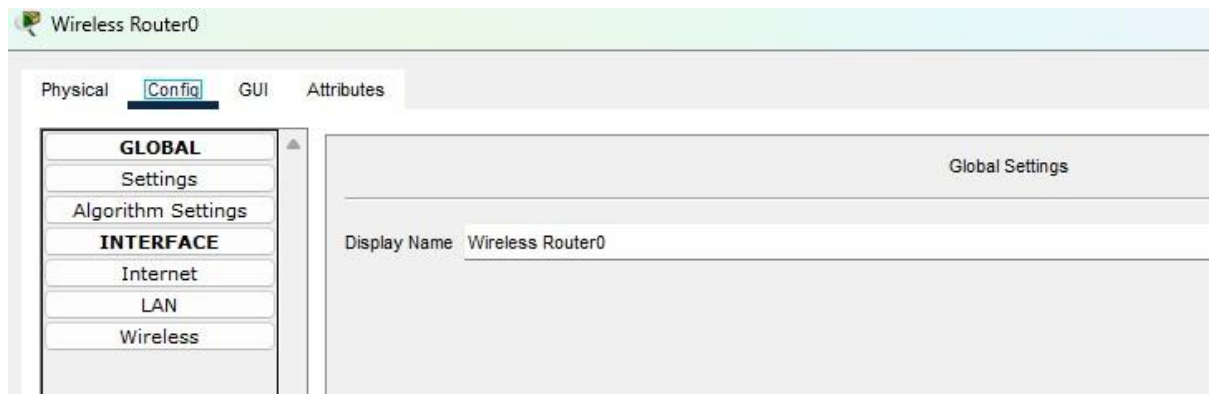 Wireless Router0
Physical Config GUI Attributes
GLOBAL
Settings
Algorithm Settings
INTERFACE
Internet
LAN
Wireless
Global Settings
Display Name Wireless Router0